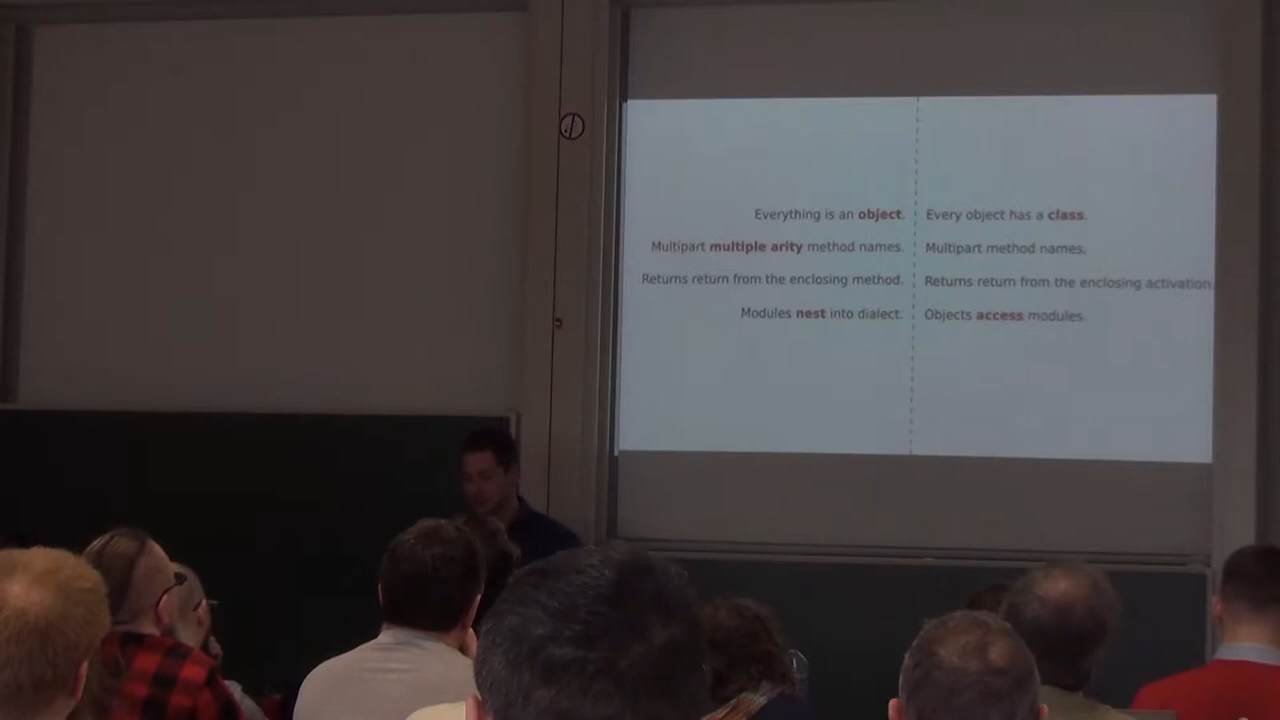 Everything is an object. Every object has a class.
Multipart multiple arity method names. Multipart method names.
Returns return from the enclosing method. Returns return from the enclosing activation.
Modules nest into dialect. Objects access modules.